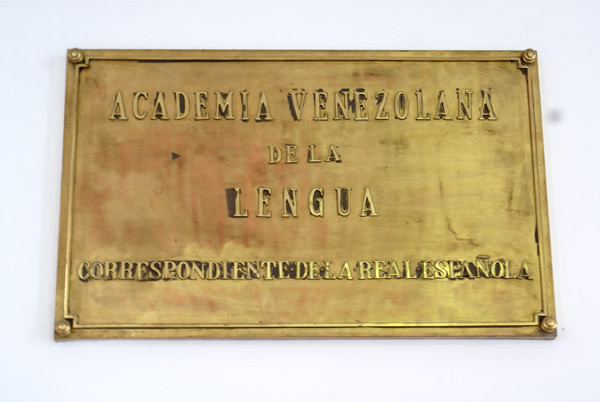 ACADEMIA VENEZOLANA
DE LA
LENGUA
CORRESPONDIENTE DE LA REAL ESPAÑOLA